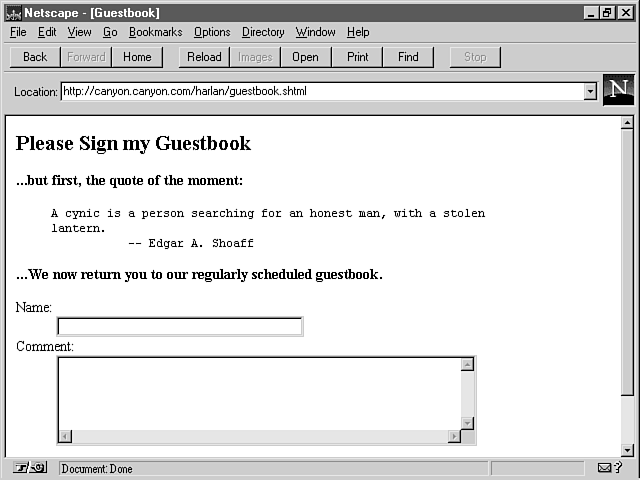 Netscape - [Guestbook]
File Edit View Go Bookmarks Options Directory Window Help
Back Forward Home Reload Images Open Print Find Stop
Location: http://canyon.canyon.com/harlan/guestbook.shtml
N
Please Sign my Guestbook
...but first, the quote of the moment:
A cynic is a person searching for an honest man, with a stolen
lantern.
-- Edgar A. Shoaff
...We now return you to our regularly scheduled guestbook.
Name:
Comment:
Document: Done
?